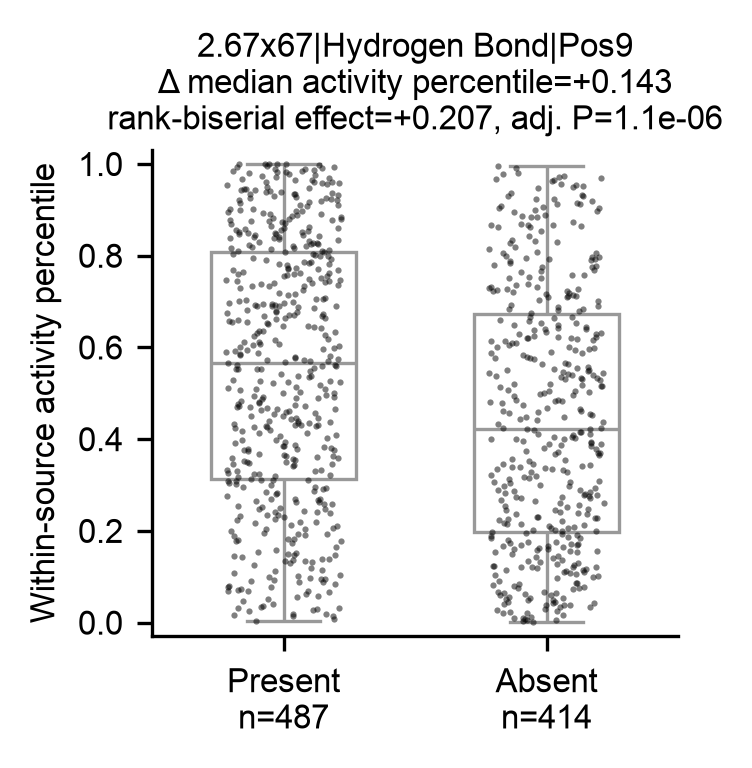 2.67x67|Hydrogen Bond|Pos9
Δ median activity percentile=+0.143
rank-biserial effect=+0.207, adj. P=1.1e-06
Within-source activity percentile
1.0
0.8
0.6
0.4
0.2
0.0
Present
n=487
Absent
n=414